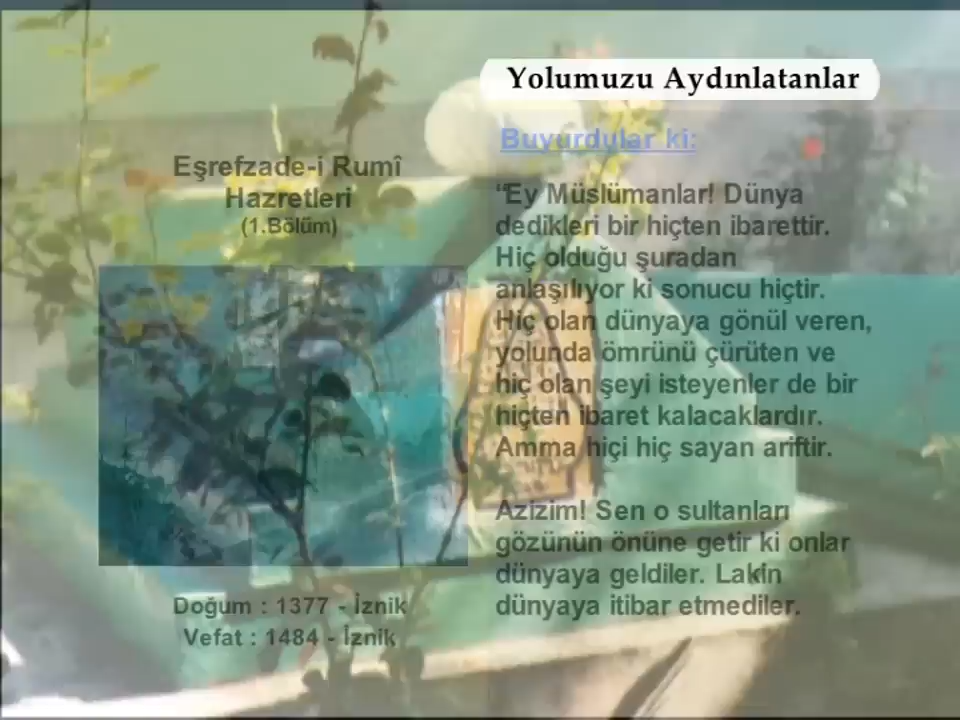 Yolumuzu Aydınlatanlar
Eşrefzade-i Rumî
Hazretleri
(1.Bölüm)
Doğum : 1377 - İznik
Vefat : 1484 - İznik
Buyurdular ki:
“Ey Müslümanlar! Dünya
dedikleri bir hiçten ibarettir.
Hiç olduğu şuradan
anlaşılıyor ki sonucu hiçtir.
Hiç olan dünyaya gönül veren,
yolunda ömrünü çürüten ve
hiç olan şeyi isteyenler de bir
hiçten ibaret kalacaklardır.
Amma hiçi hiç sayan ariftir.
Azizim! Sen o sultanları
gözünün önüne getir ki onlar
dünyaya geldiler. Lakin
dünyaya itibar etmediler.